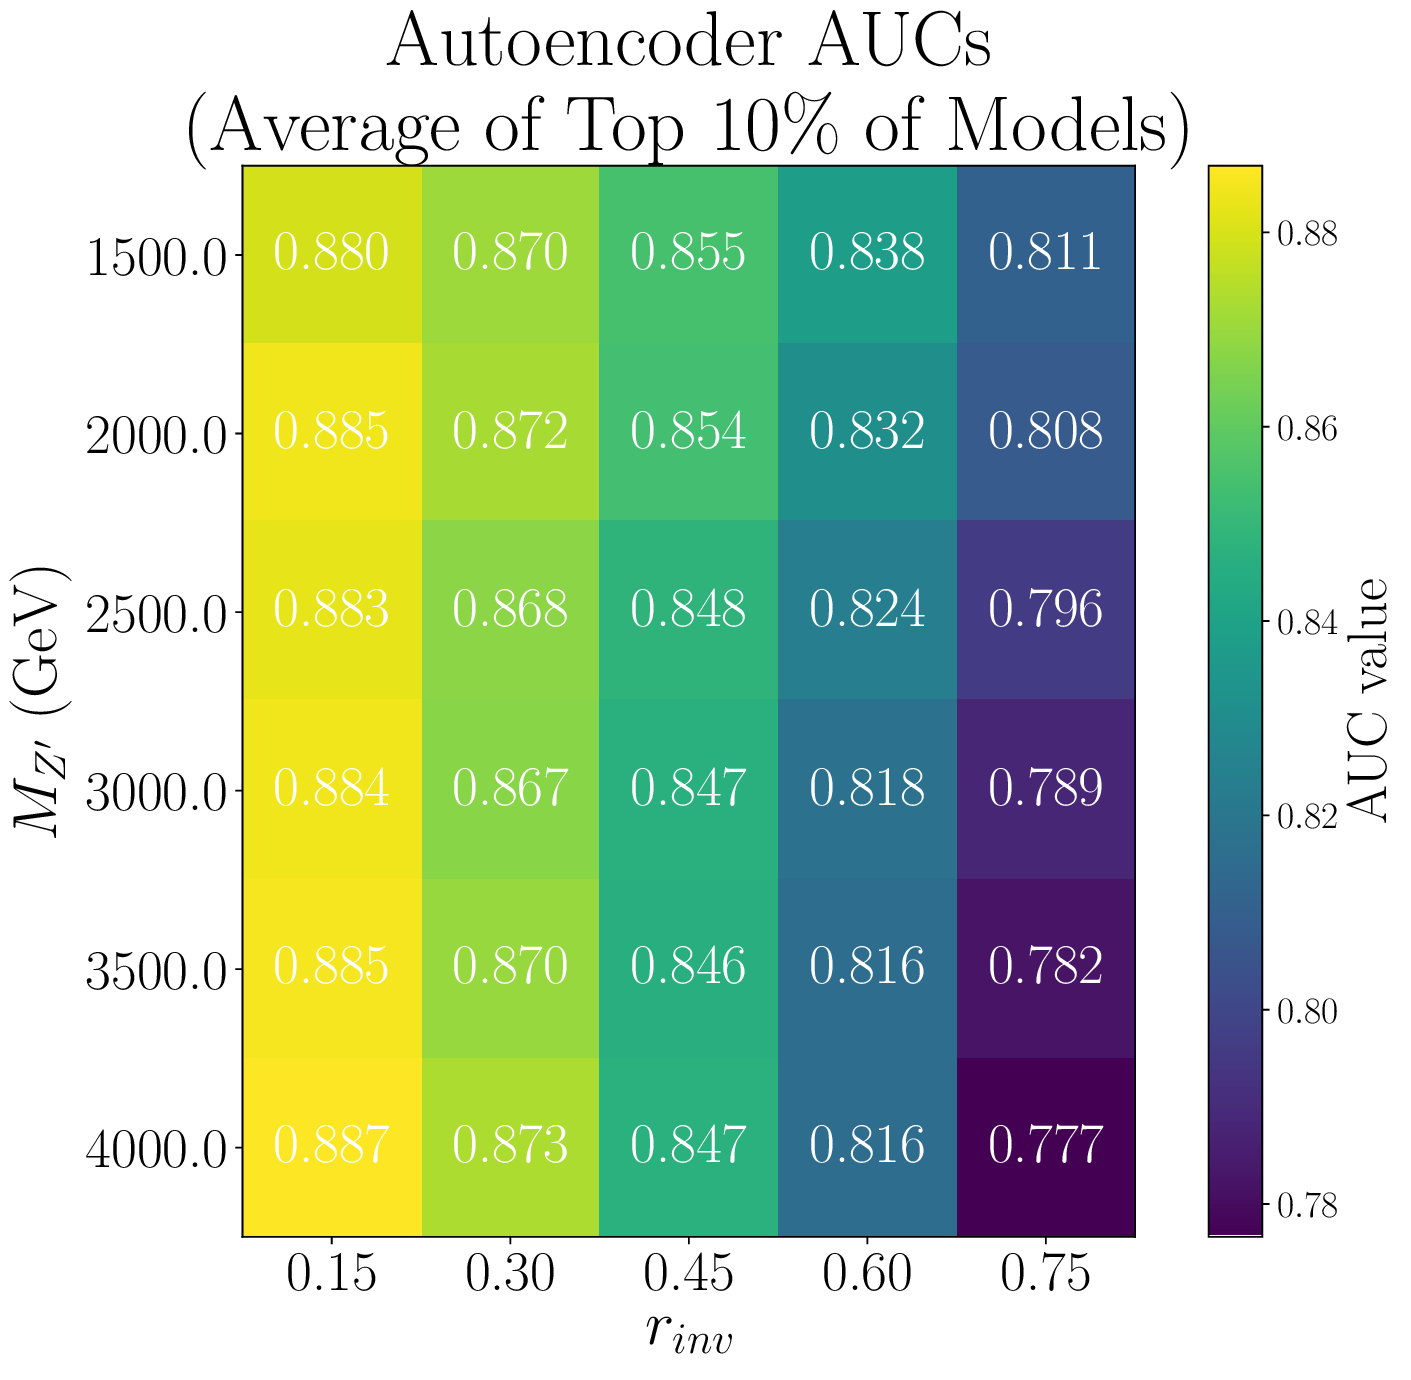 Autoencoder AUCs
(Average of Top 10% of Models)
1500.0 0.880 0.870 0.855 0.838 0.811
2000.0 0.885 0.872 0.854 0.832 0.808
2500.0 0.883 0.868 0.848 0.824 0.796
3000.0 0.884 0.867 0.847 0.818 0.789
3500.0 0.885 0.870 0.846 0.816 0.782
4000.0 0.887 0.873 0.847 0.816 0.777
0.15 0.30 0.45 0.60 0.75
r_{inv}
M_{Z'} (GeV)
0.88
0.86
0.84
0.82
0.80
0.78
AUC value